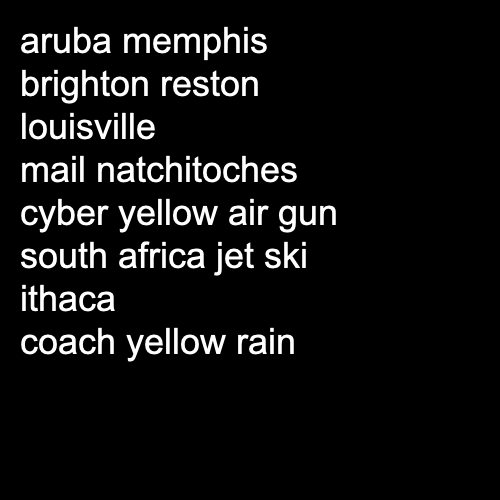 aruba memphis
brighton reston
louisville
mail natchitoches
cyber yellow air gun
south africa jet ski
ithaca
coach yellow rain